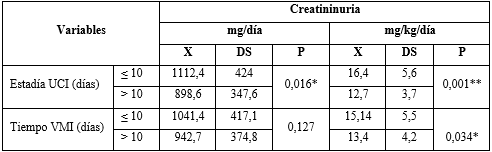 Variables Creatininuria
mg/día mg/kg/día
X DS P X DS P
Estadía UCI (días) ≤ 10 1112,4 424 0,016* 16,4 5,6 0,001**
> 10 898,6 347,6 12,7 3,7
Tiempo VMI (días) ≤ 10 1041,4 417,1 0,127 15,14 5,5 0,034*
> 10 942,7 374,8 13,4 4,2